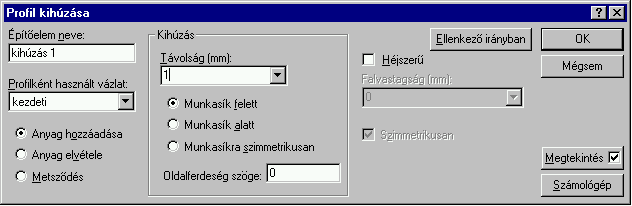 Profil kihúzása
Építőelem neve:
kihúzás 1
Profilként használt vázlat:
kezdeti
Anyag hozzáadása
Anyag elvétele
Metsződés
Kihúzás
Távolság (mm):
1
Munkasík felett
Munkasík alatt
Munkasíkra szimmetrikusan
Oldalferdeség szöge:
0
Ellenkező irányban
Héjszerű
Falvastagság (mm):
0
Szimmetrikusan
OK
Mégsem
Megtekintés
Számológép